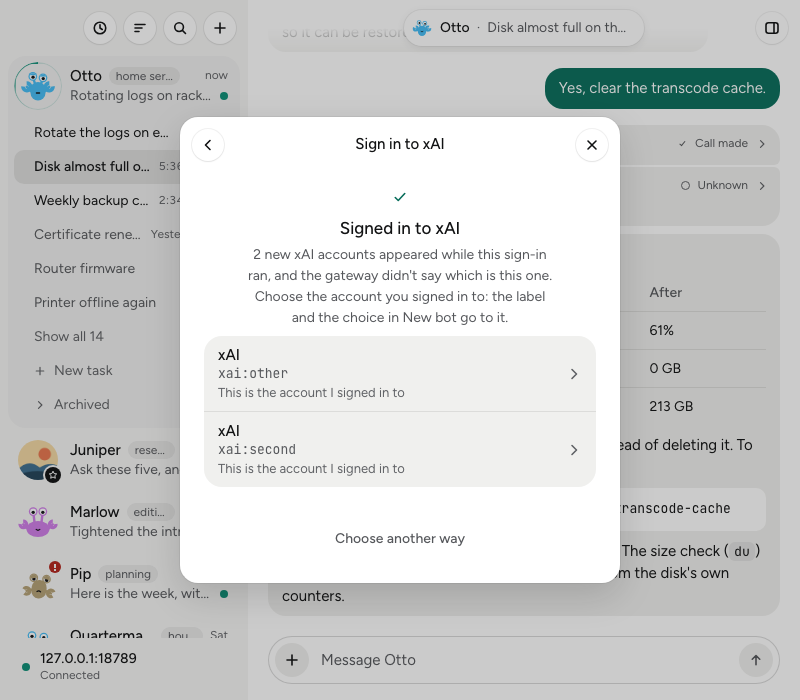 so it can be restor
Otto · Disk almost full on th...
Otto home ser... now
Rotating logs on rack...
Rotate the logs on e...
Disk almost full o... 5:36
Weekly backup c... 2:34
Certificate rene... Yeste
Router firmware
Printer offline again
Show all 14
New task
Archived
Juniper rese...
Ask these five, an
Marlow editi...
Tightened the intr
Pip planning
Here is the week, wit...
Quarterma hou... Sat
127.0.0.1:18789
Connected
Yes, clear the transcode cache.
Call made
Unknown
After
61%
0 GB
213 GB
ead of deleting it. To
transcode-cache
The size check (du)
m the disk's own
counters.
Message Otto
Sign in to xAI
Signed in to xAI
2 new xAI accounts appeared while this sign-in
ran, and the gateway didn't say which is this one.
Choose the account you signed in to: the label
and the choice in New bot go to it.
xAI
xai:other
This is the account I signed in to
xAI
xai:second
This is the account I signed in to
Choose another way